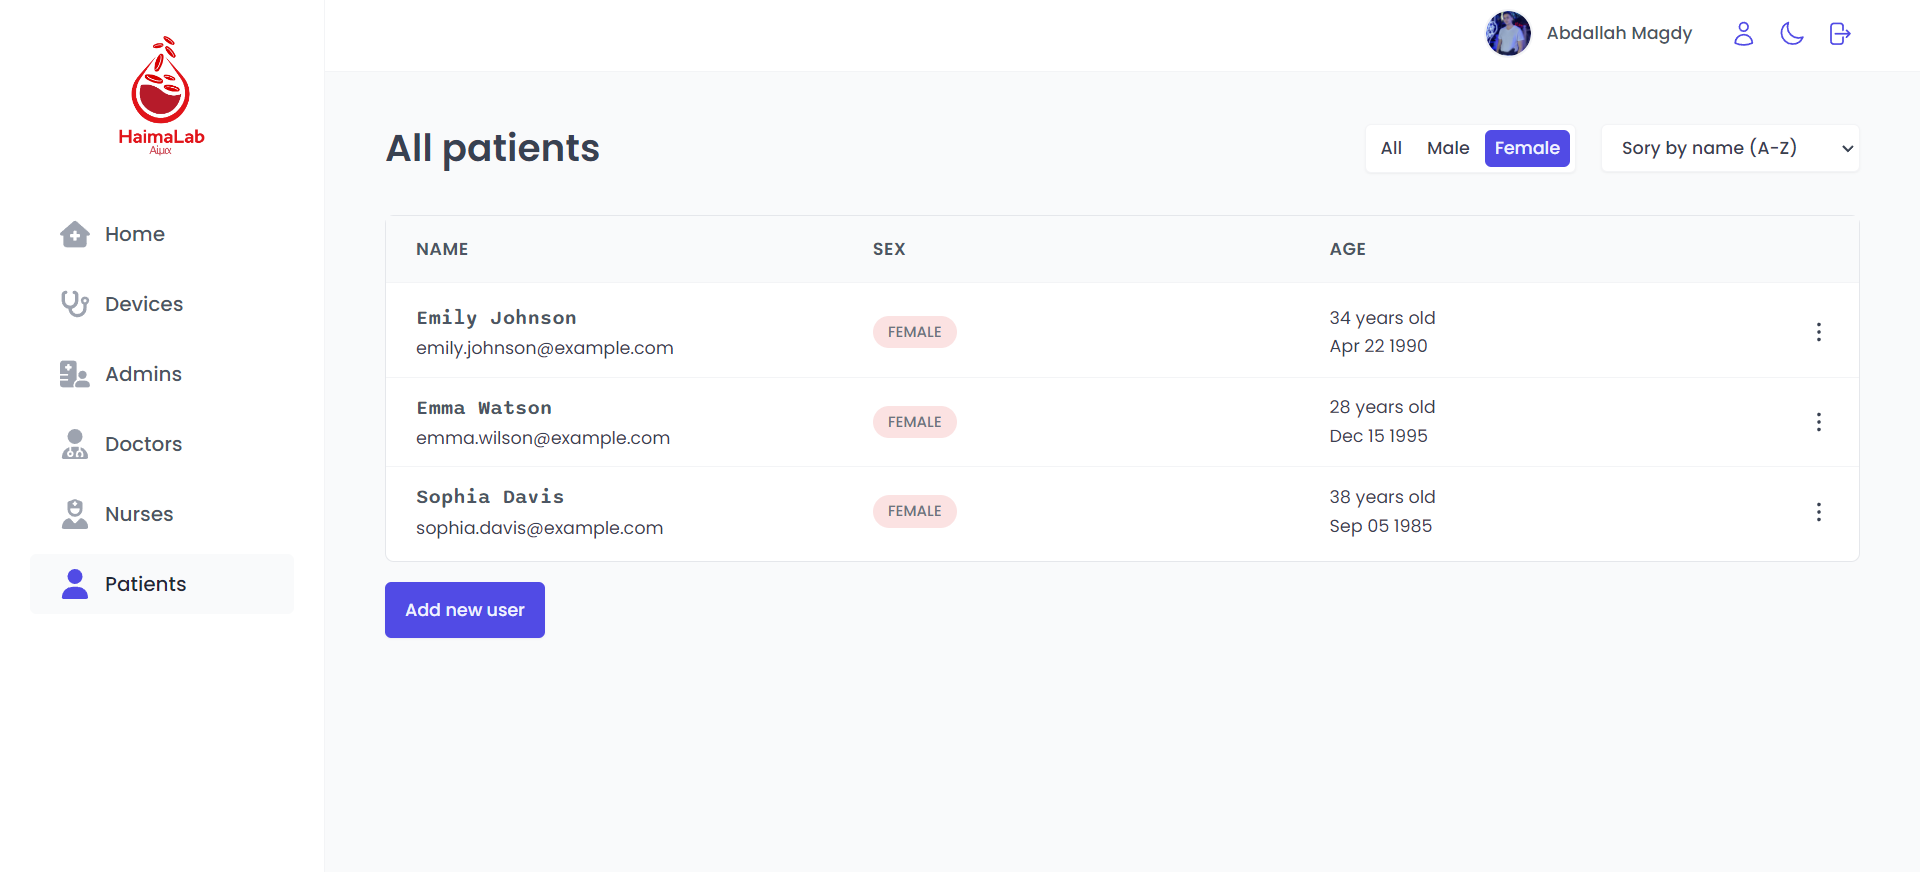 HaimaLab
Αίμα
Home
Devices
Admins
Doctors
Nurses
Patients
Abdallah Magdy
All patients
All Male Female
Sory by name (A-Z)
NAME SEX AGE
Emily Johnson
emily.johnson@example.com
FEMALE
34 years old
Apr 22 1990
Emma Watson
emma.wilson@example.com
FEMALE
28 years old
Dec 15 1995
Sophia Davis
sophia.davis@example.com
FEMALE
38 years old
Sep 05 1985
Add new user